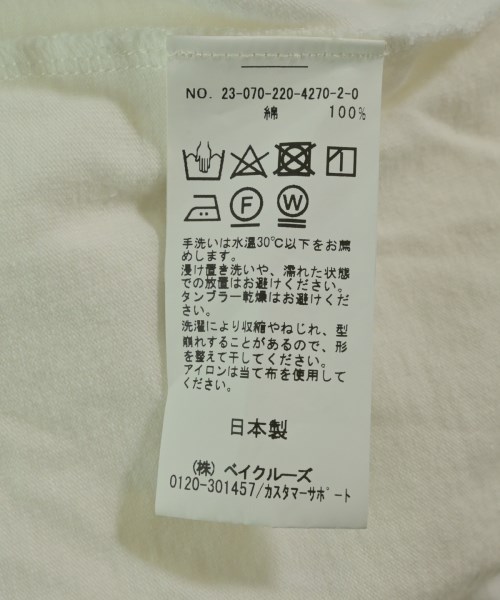 NO. 23-070-220-4270-2-0
綿 100%
F W
手洗いは水温30℃以下をお薦
めします。
浸け置き洗いや、濡れた状態
での放置はお避けください。
タンブラー乾燥はお避けくだ
さい。
洗濯により収縮やねじれ、型
崩れすることがあるので、形
を整えて干してください。
アイロンは当て布を使用して
ください。
日本製
(株) ベイクルーズ
0120-301457/カスタマーサポート